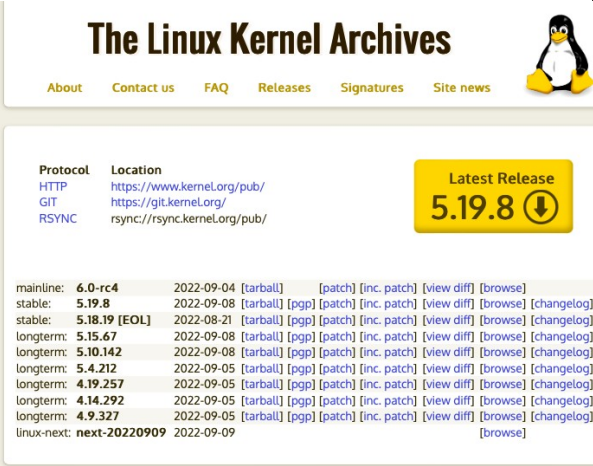 The Linux Kernel Archives
About Contact us FAQ Releases Signatures Site news
Protocol Location
HTTP https://www.kernel.org/pub/
GIT https://git.kernel.org/
RSYNC rsync://rsync.kernel.org/pub/
Latest Release
5.19.8
mainline: 6.0-rc4 2022-09-04 [tarball] [patch] [inc. patch] [view diff] [browse]
stable: 5.19.8 2022-09-08 [tarball] [pgp] [patch] [inc. patch] [view diff] [browse] [changelog]
stable: 5.18.19 [EOL] 2022-08-21 [tarball] [pgp] [patch] [inc. patch] [view diff] [browse] [changelog]
longterm: 5.15.67 2022-09-08 [tarball] [pgp] [patch] [inc. patch] [view diff] [browse] [changelog]
longterm: 5.10.142 2022-09-08 [tarball] [pgp] [patch] [inc. patch] [view diff] [browse] [changelog]
longterm: 5.4.212 2022-09-05 [tarball] [pgp] [patch] [inc. patch] [view diff] [browse] [changelog]
longterm: 4.19.257 2022-09-05 [tarball] [pgp] [patch] [inc. patch] [view diff] [browse] [changelog]
longterm: 4.14.292 2022-09-05 [tarball] [pgp] [patch] [inc. patch] [view diff] [browse] [changelog]
longterm: 4.9.327 2022-09-05 [tarball] [pgp] [patch] [inc. patch] [view diff] [browse] [changelog]
linux-next: next-20220909 2022-09-09 [browse]